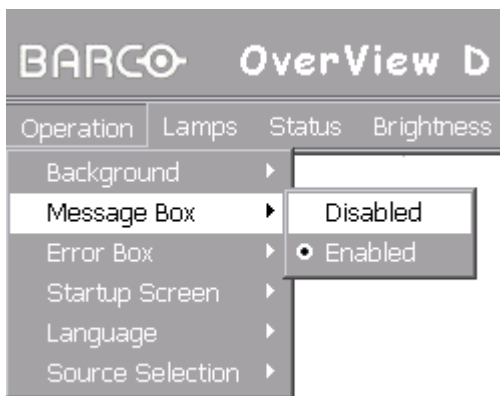 BARCO OverView D
Operation Lamps Status Brightness
Background
Message Box Disabled
Error Box Enabled
Startup Screen
Language
Source Selection